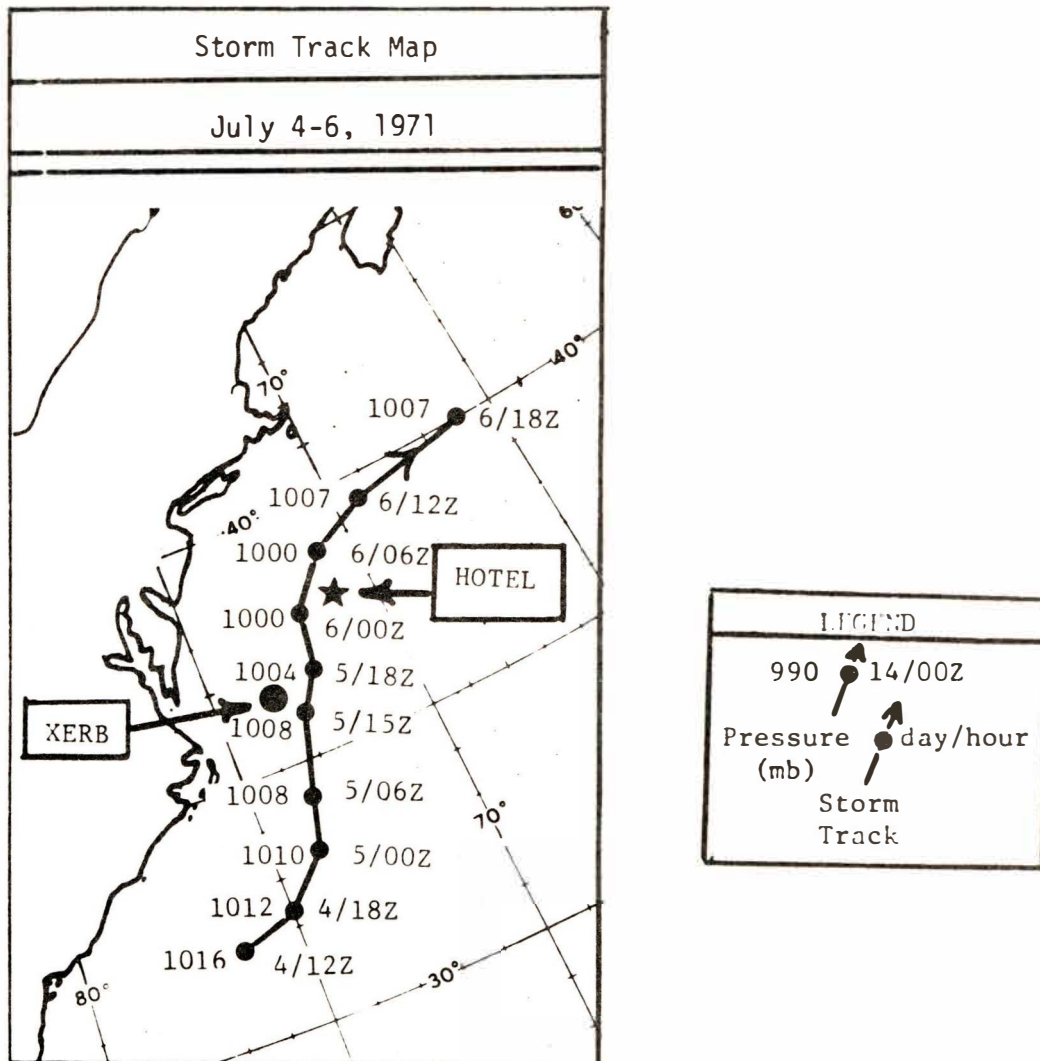 Storm Track Map
July 4-6, 1971
40°
70°
1007 6/18Z
1007 6/12Z
40°
1000 6/06Z
HOTEL
1000 6/00Z
1004 5/18Z
XERB
1008 5/15Z
1008 5/06Z
70°
1010 5/00Z
1012 4/18Z
1016 4/12Z
30°
80°
LEGEND
990 14/00Z
Pressure day/hour
(mb)
Storm
Track